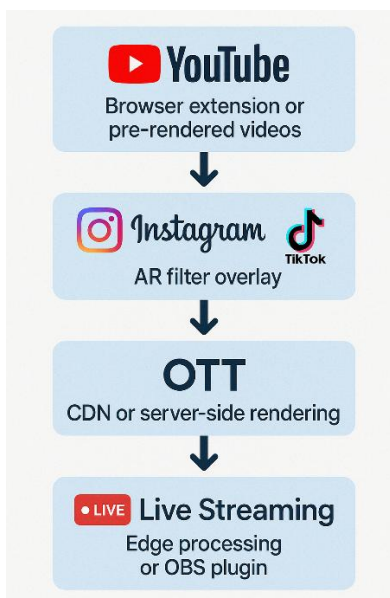 YouTube
Browser extension or
pre-rendered videos
Instagram
TikTok
AR filter overlay
OTT
CDN or server-side rendering
LIVE Live Streaming
Edge processing
or OBS plugin